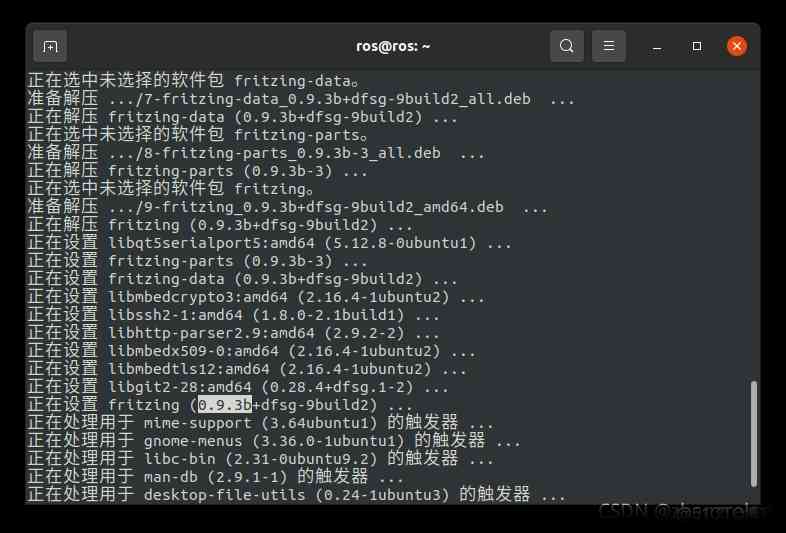 ros@ros: ~
正在选中未选择的软件包 fritzing-data。
准备解压 .../7-fritzing-data_0.9.3b+dfsg-9build2_all.deb ...
正在解压 fritzing-data (0.9.3b+dfsg-9build2) ...
正在选中未选择的软件包 fritzing-parts。
准备解压 .../8-fritzing-parts_0.9.3b-3_all.deb ...
正在解压 fritzing-parts (0.9.3b-3) ...
正在选中未选择的软件包 fritzing。
准备解压 .../9-fritzing_0.9.3b+dfsg-9build2_amd64.deb ...
正在解压 fritzing (0.9.3b+dfsg-9build2) ...
正在设置 libqt5serialport5:amd64 (5.12.8-0ubuntu1) ...
正在设置 fritzing-parts (0.9.3b-3) ...
正在设置 fritzing-data (0.9.3b+dfsg-9build2) ...
正在设置 libmbedcrypto3:amd64 (2.16.4-1ubuntu2) ...
正在设置 libssh2-1:amd64 (1.8.0-2.1build1) ...
正在设置 libhttp-parser2.9:amd64 (2.9.2-2) ...
正在设置 libmbedx509-0:amd64 (2.16.4-1ubuntu2) ...
正在设置 libmbedtls12:amd64 (2.16.4-1ubuntu2) ...
正在设置 libgit2-28:amd64 (0.28.4+dfsg.1-2) ...
正在设置 fritzing (0.9.3b+dfsg-9build2) ...
正在处理用于 mime-support (3.64ubuntu1) 的触发器 ...
正在处理用于 gnome-menus (3.36.0-1ubuntu1) 的触发器 ...
正在处理用于 libc-bin (2.31-0ubuntu9.2) 的触发器 ...
正在处理用于 man-db (2.9.1-1) 的触发器 ...
正在处理用于 desktop-file-utils (0.24-1ubuntu3) 的触发器 ...
CSDN